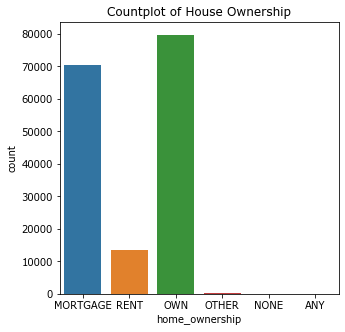 Countplot of House Ownership
80000
70000
60000
50000
40000
30000
20000
10000
0
count
MORTGAGE RENT OWN OTHER NONE ANY
home_ownership